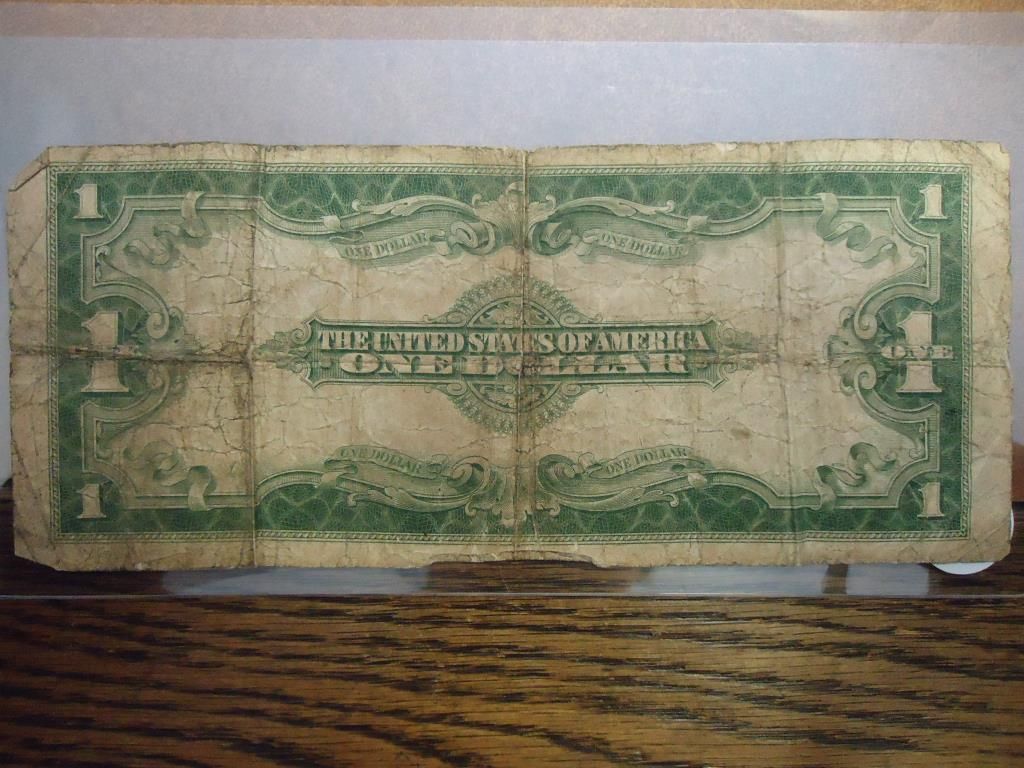 1 1
ONE DOLLAR ONE DOLLAR
THE UNITED STATES OF AMERICA
1 ONE DOLLAR 1
ONE
ONE DOLLAR ONE DOLLAR
1 1